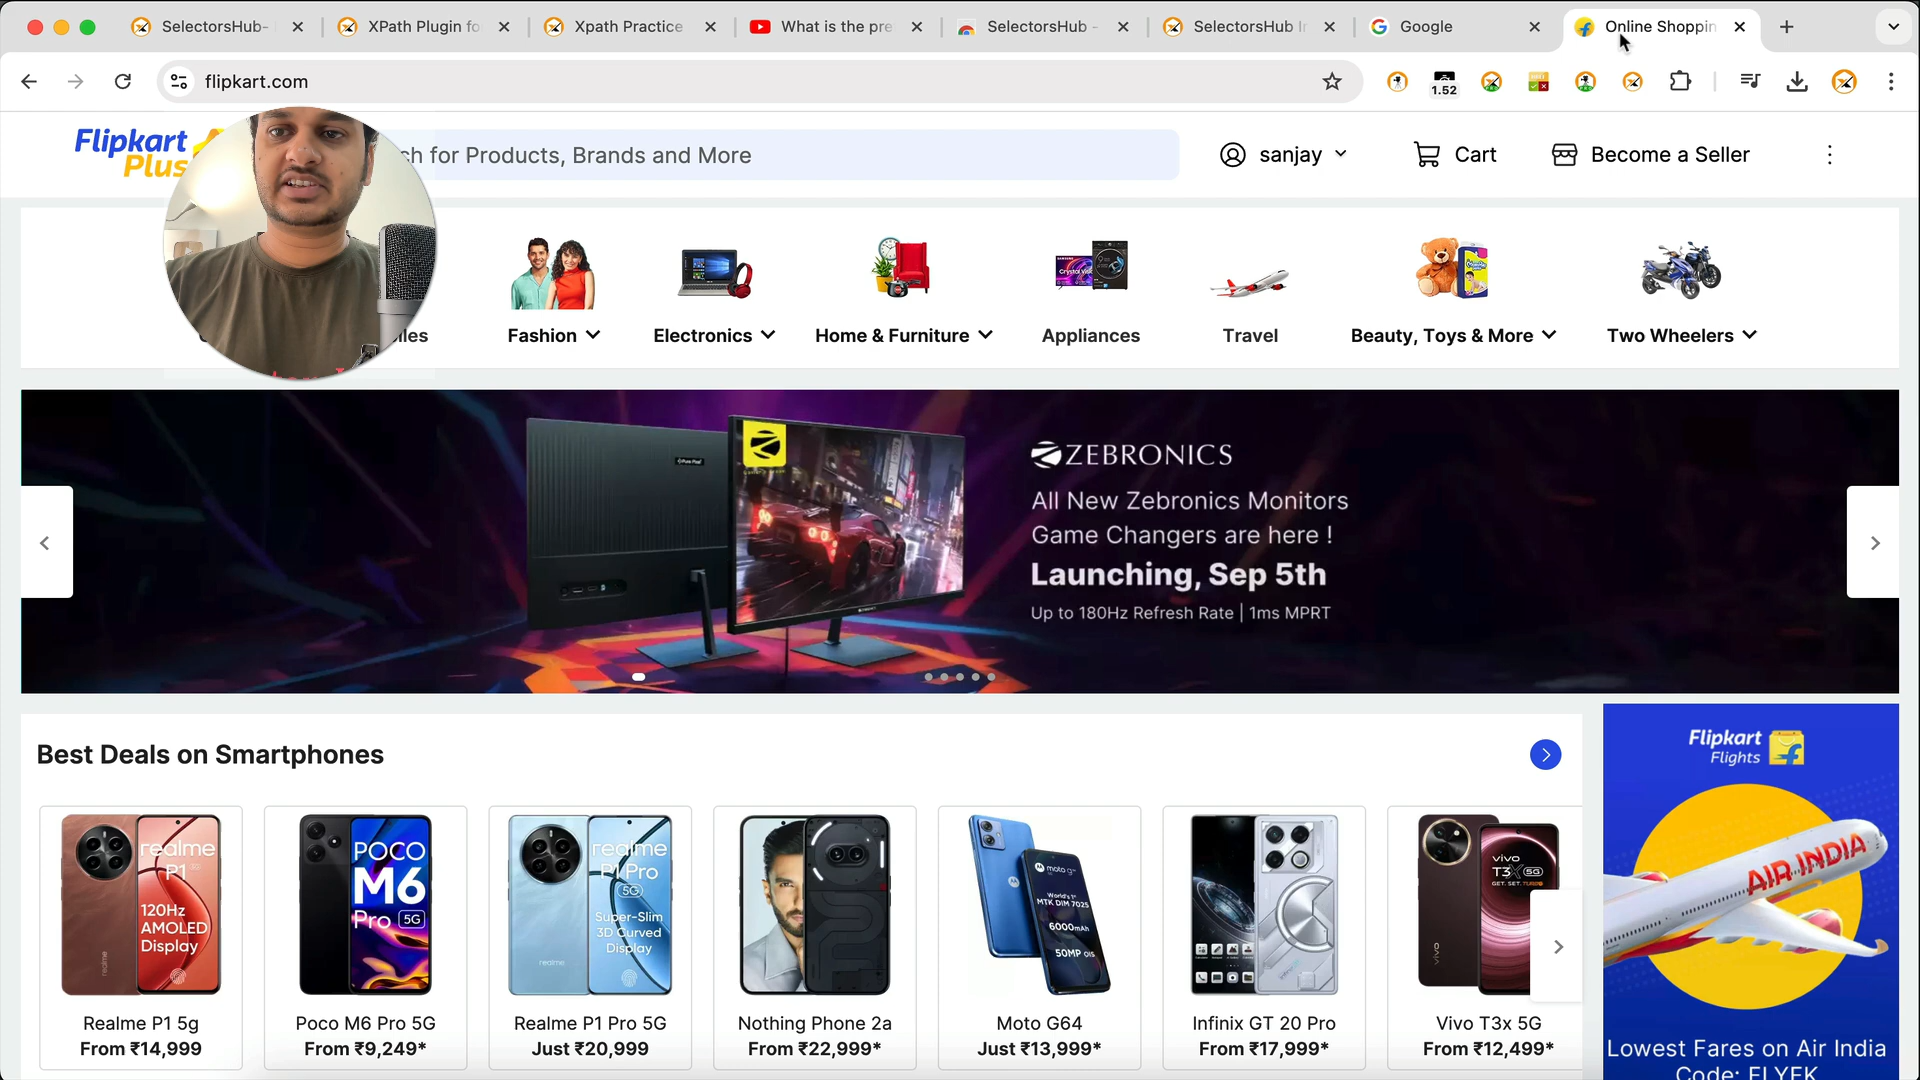 SelectorsHub-
XPath Plugin fo
Xpath Practice
What is the pre
SelectorsHub -
SelectorsHub Ir
Google
Online Shoppin
flipkart.com
1.52
Flipkart
Plus
ch for Products, Brands and More
sanjay
Cart
Become a Seller
Fashion
Electronics
Home & Furniture
Appliances
Travel
Beauty, Toys & More
Two Wheelers
ZEBRONICS
All New Zebronics Monitors
Game Changers are here !
Launching, Sep 5th
Up to 180Hz Refresh Rate | 1ms MPRT
Best Deals on Smartphones
Flipkart
Flights
realme
P1
120Hz
AMOLED
Display
realme
POCO
M6
Pro 5G
realme
P1 Pro
5G
Super-Slim
3D Curved
Display
realme
moto g
World's 1st
MTK DIM 7025
6000mAh
50MP OIS
vivo
T3X 5G
GET. SET. TURBO
vivo
AIR INDIA
Realme P1 5g
From ₹14,999
Poco M6 Pro 5G
From ₹9,249*
Realme P1 Pro 5G
Just ₹20,999
Nothing Phone 2a
From ₹22,999*
Moto G64
Just ₹13,999*
Infinix GT 20 Pro
From ₹17,999*
Vivo T3x 5G
From ₹12,499*
Lowest Fares on Air India
Code: FLYFK